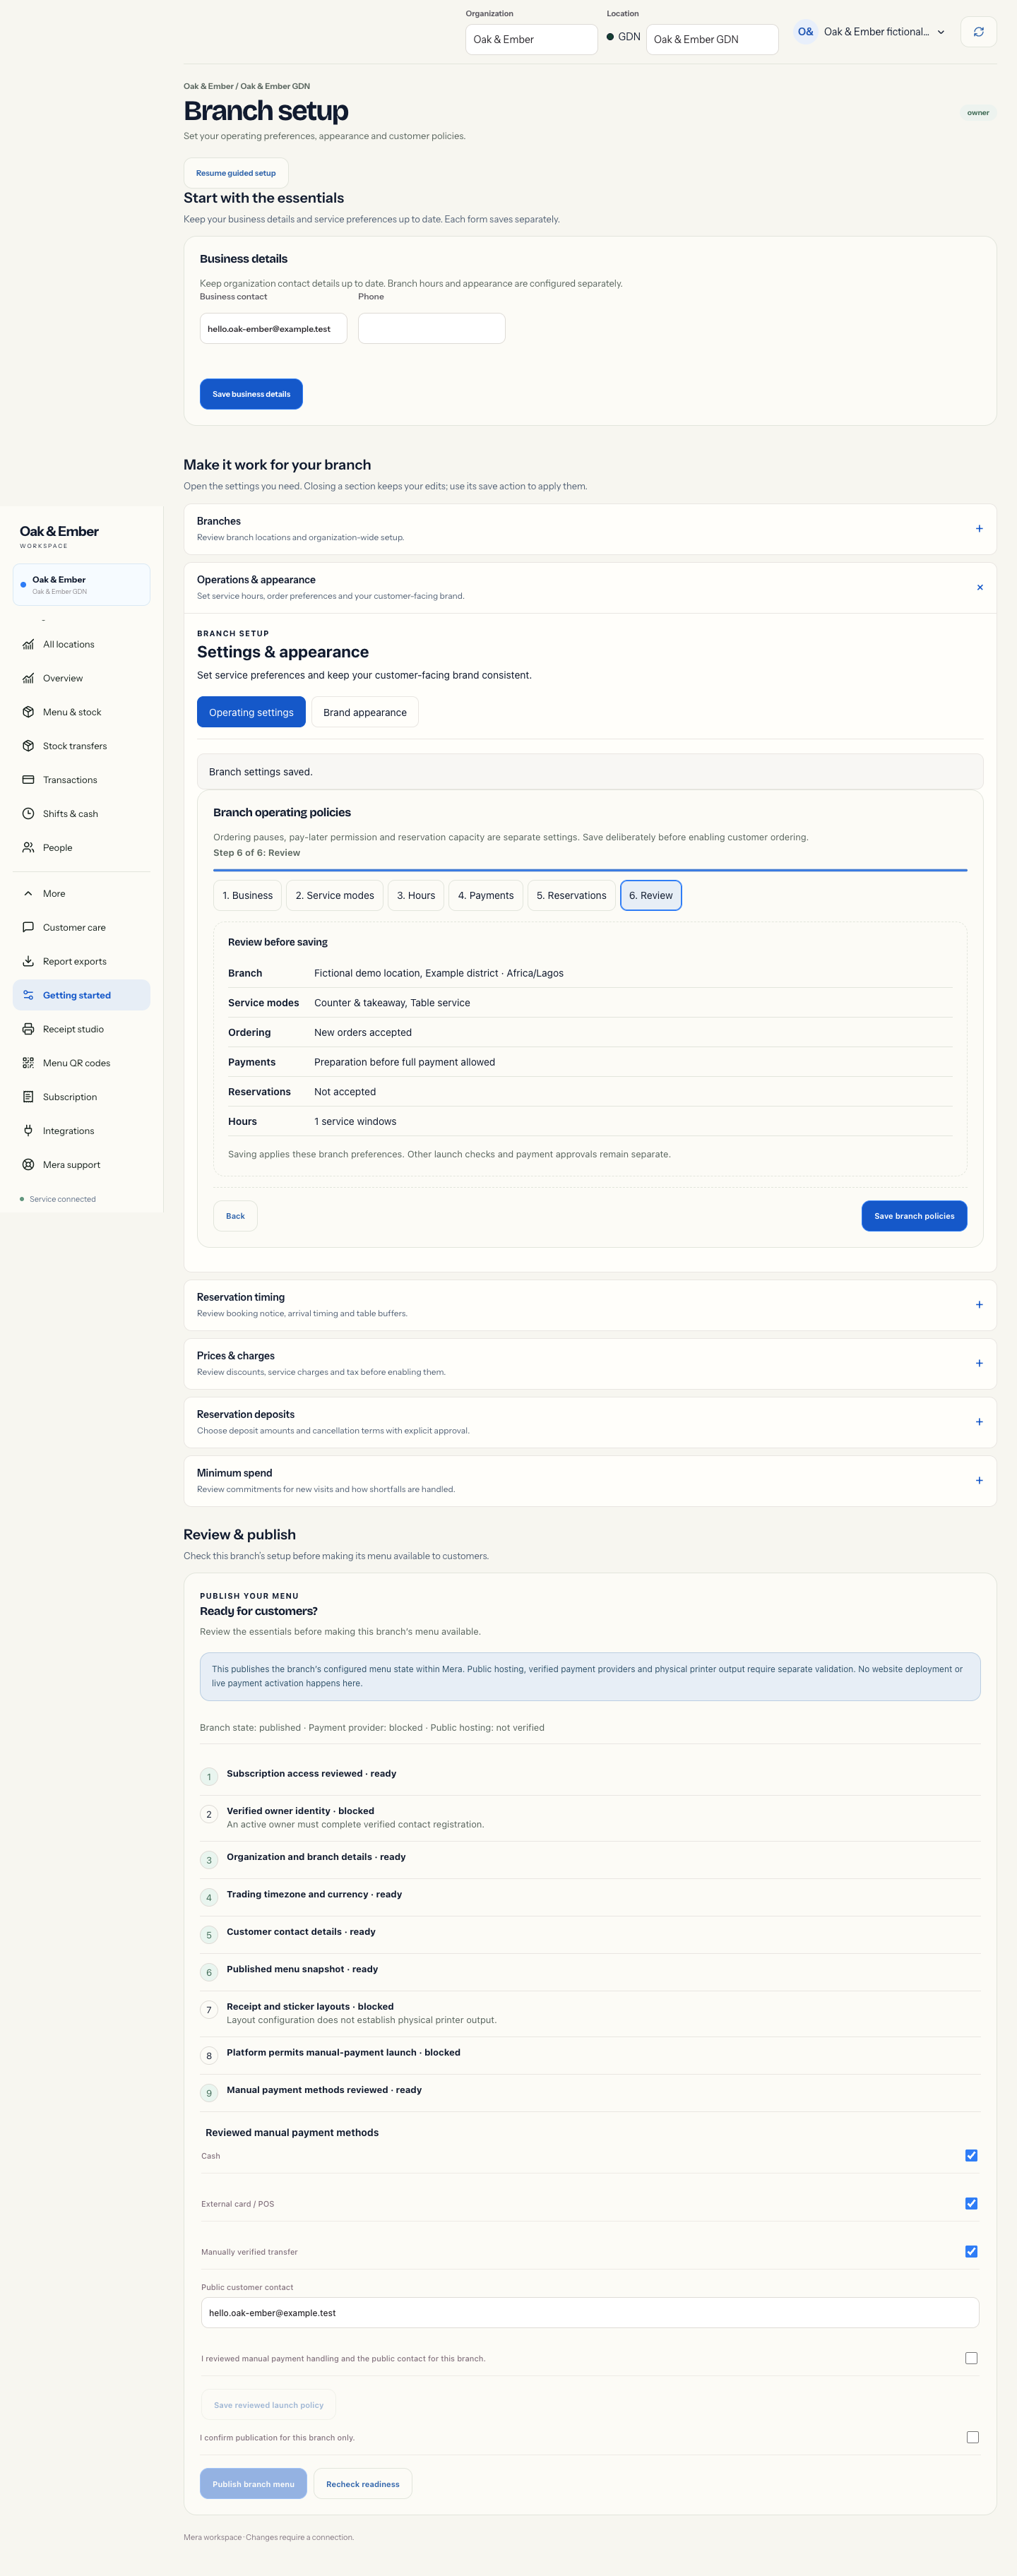 Organization
Location
Oak & Ember
GDN
Oak & Ember GDN
O&
Oak & Ember fictional...
Oak & Ember / Oak & Ember GDN
Branch setup
owner
Set your operating preferences, appearance and customer policies.
Resume guided setup
Start with the essentials
Keep your business details and service preferences up to date. Each form saves separately.
Business details
Keep organization contact details up to date. Branch hours and appearance are configured separately.
Business contact
Phone
hello.oak-ember@example.test
Save business details
Make it work for your branch
Open the settings you need. Closing a section keeps your edits; use its save action to apply them.
Branches
Review branch locations and organization-wide setup.
+
Operations & appearance
Set service hours, order preferences and your customer-facing brand.
×
BRANCH SETUP
Settings & appearance
Set service preferences and keep your customer-facing brand consistent.
Operating settings
Brand appearance
Branch settings saved.
Branch operating policies
Ordering pauses, pay-later permission and reservation capacity are separate settings. Save deliberately before enabling customer ordering.
Step 6 of 6: Review
1. Business
2. Service modes
3. Hours
4. Payments
5. Reservations
6. Review
Review before saving
Branch
Fictional demo location, Example district · Africa/Lagos
Service modes
Counter & takeaway, Table service
Ordering
New orders accepted
Payments
Preparation before full payment allowed
Reservations
Not accepted
Hours
1 service windows
Saving applies these branch preferences. Other launch checks and payment approvals remain separate.
Back
Save branch policies
Reservation timing
Review booking notice, arrival timing and table buffers.
+
Prices & charges
Review discounts, service charges and tax before enabling them.
+
Reservation deposits
Choose deposit amounts and cancellation terms with explicit approval.
+
Minimum spend
Review commitments for new visits and how shortfalls are handled.
+
Review & publish
Check this branch's setup before making its menu available to customers.
PUBLISH YOUR MENU
Ready for customers?
Review the essentials before making this branch's menu available.
This publishes the branch's configured menu state within Mera. Public hosting, verified payment providers and physical printer output require separate validation. No website deployment or
live payment activation happens here.
Branch state: published · Payment provider: blocked · Public hosting: not verified
1
Subscription access reviewed · ready
2
Verified owner identity · blocked
An active owner must complete verified contact registration.
3
Organization and branch details · ready
4
Trading timezone and currency · ready
5
Customer contact details · ready
6
Published menu snapshot · ready
7
Receipt and sticker layouts · blocked
Layout configuration does not establish physical printer output.
8
Platform permits manual-payment launch · blocked
9
Manual payment methods reviewed · ready
Reviewed manual payment methods
Cash
External card / POS
Manually verified transfer
Public customer contact
hello.oak-ember@example.test
I reviewed manual payment handling and the public contact for this branch.
Save reviewed launch policy
I confirm publication for this branch only.
Publish branch menu
Recheck readiness
Mera workspace · Changes require a connection.
Oak & Ember
WORKSPACE
Oak & Ember
Oak & Ember GDN
All locations
Overview
Menu & stock
Stock transfers
Transactions
Shifts & cash
People
More
Customer care
Report exports
Getting started
Receipt studio
Menu QR codes
Subscription
Integrations
Mera support
Service connected